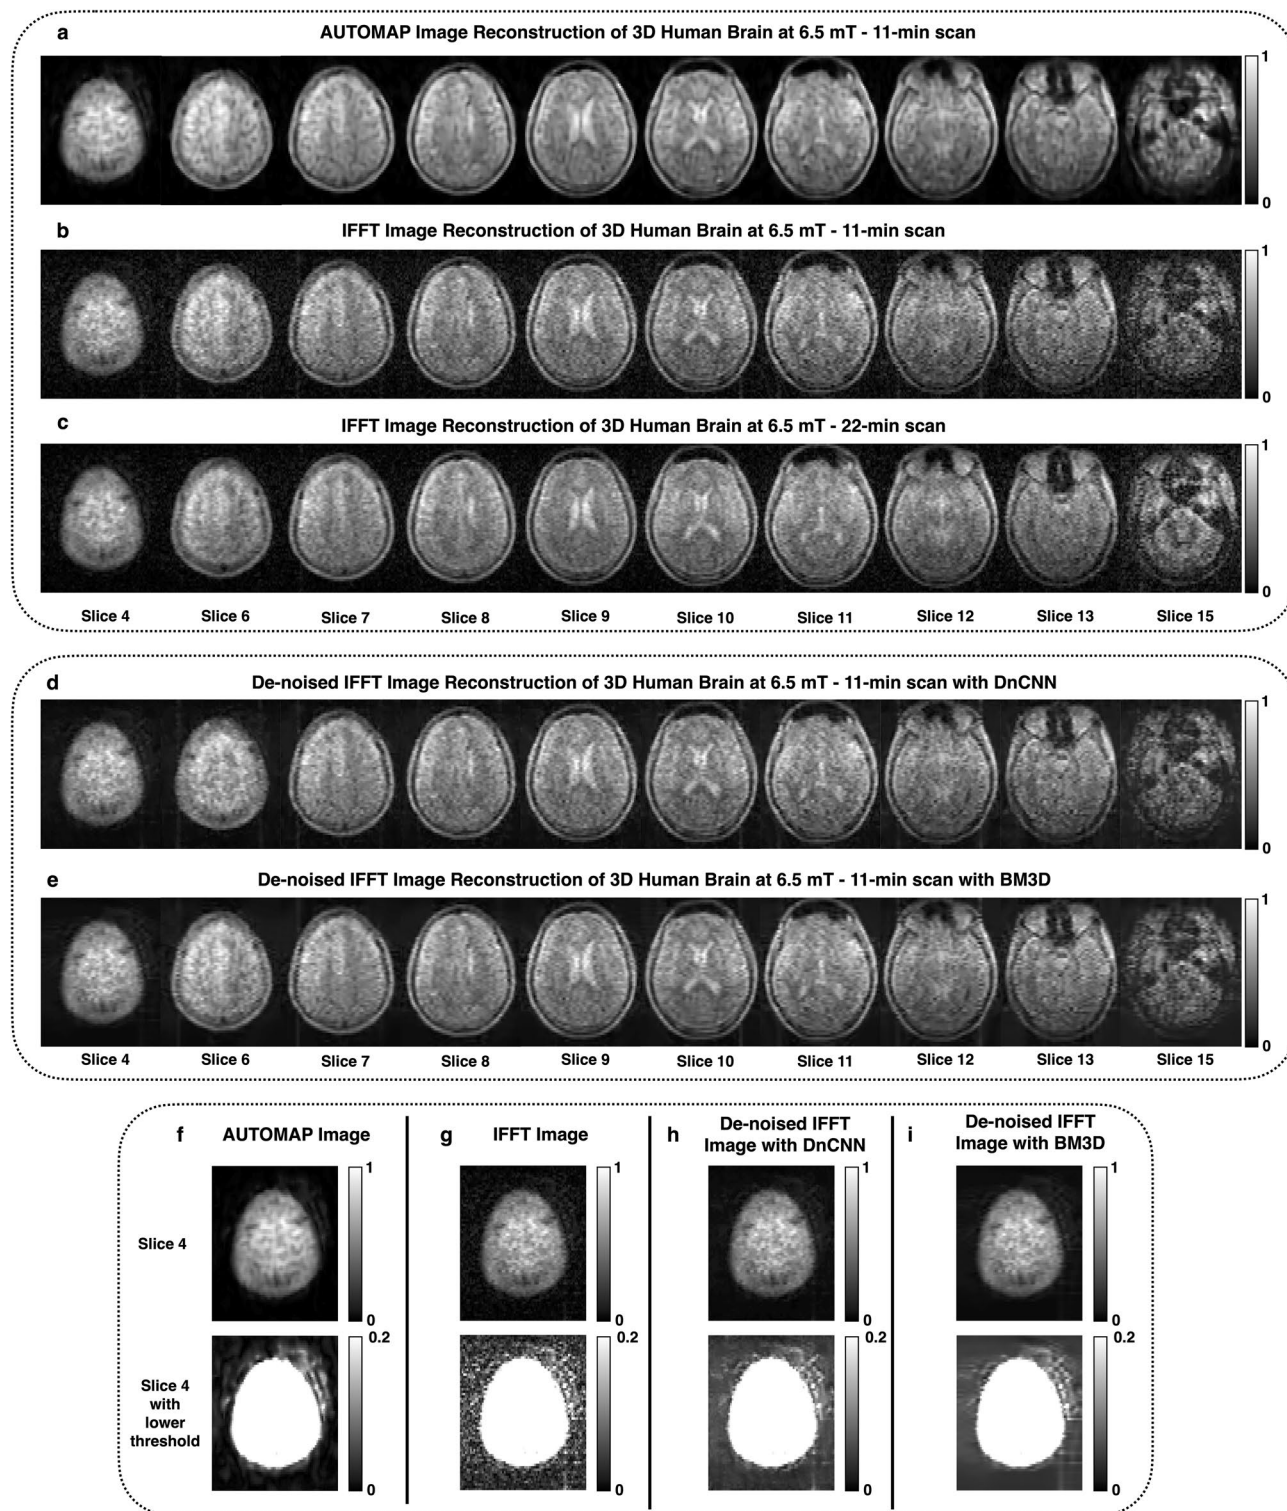 a
AUTOMAP Image Reconstruction of 3D Human Brain at 6.5 mT - 11-min scan
1
0
b
IFFT Image Reconstruction of 3D Human Brain at 6.5 mT - 11-min scan
1
0
c
IFFT Image Reconstruction of 3D Human Brain at 6.5 mT - 22-min scan
1
0
Slice 4 Slice 6 Slice 7 Slice 8 Slice 9 Slice 10 Slice 11 Slice 12 Slice 13 Slice 15
d
De-noised IFFT Image Reconstruction of 3D Human Brain at 6.5 mT - 11-min scan with DnCNN
1
0
e
De-noised IFFT Image Reconstruction of 3D Human Brain at 6.5 mT - 11-min scan with BM3D
1
0
Slice 4 Slice 6 Slice 7 Slice 8 Slice 9 Slice 10 Slice 11 Slice 12 Slice 13 Slice 15
f
AUTOMAP Image
g
IFFT Image
h
De-noised IFFT
Image with DnCNN
i
De-noised IFFT
Image with BM3D
Slice 4
1
0
1
0
1
0
1
0
Slice 4
with
lower
threshold
0.2
0
0.2
0
0.2
0
0.2
0